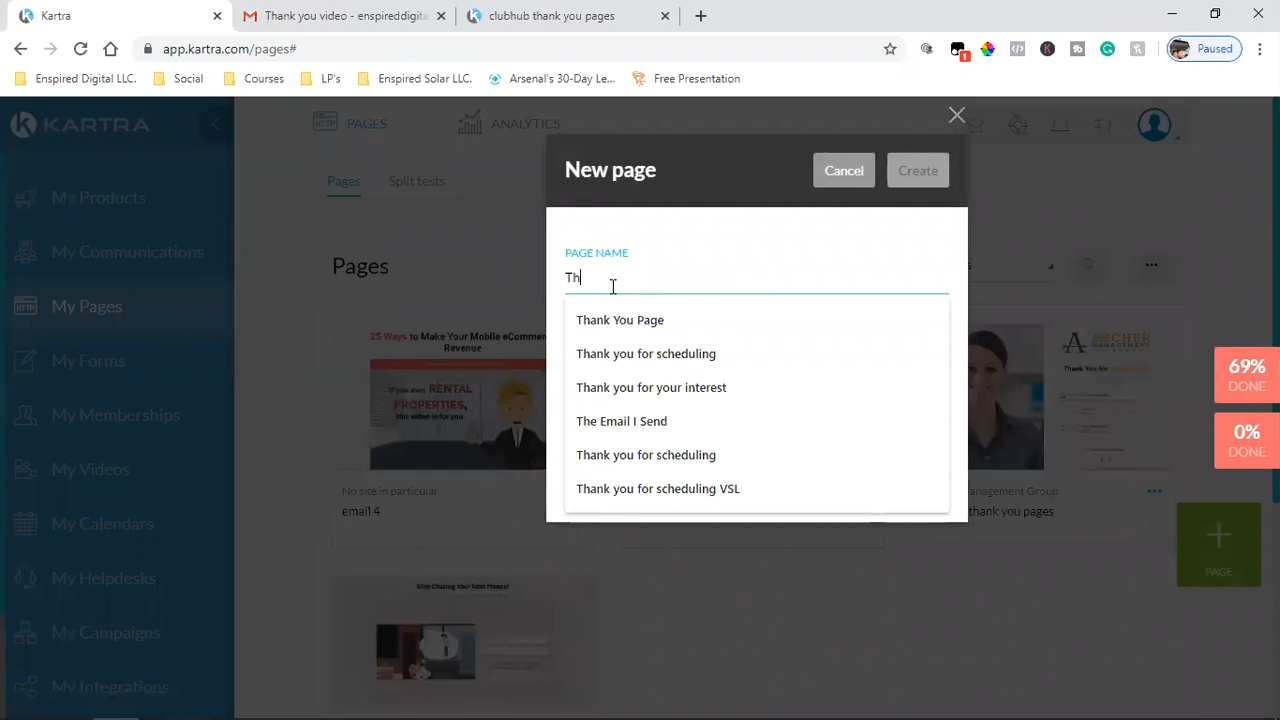 Kartra
Thank you video - enspireddigita
clubhub thank you pages
app.kartra.com/pages#
1
Paused
Enspired Digital LLC.
Social
Courses
LP's
Enspired Solar LLC.
Arsenal's 30-Day Le...
Free Presentation
KARTRA
PAGES
ANALYTICS
My Products
My Communications
My Pages
My Forms
My Memberships
My Videos
My Calendars
My Helpdesks
My Campaigns
My Integrations
Pages
Split tests
Pages
New page
Cancel
Create
PAGE NAME
Th
Thank You Page
Thank you for scheduling
Thank you for your interest
The Email I Send
Thank you for scheduling
Thank you for scheduling VSL
25 Ways to Make Your Mobile eCommer
Revenue
RENTAL
PROPERTIES,
No site in particular
email 4
Management Group
thank you pages
Stop Chasing Your Rent Money!
69%
DONE
0%
DONE
PAGE